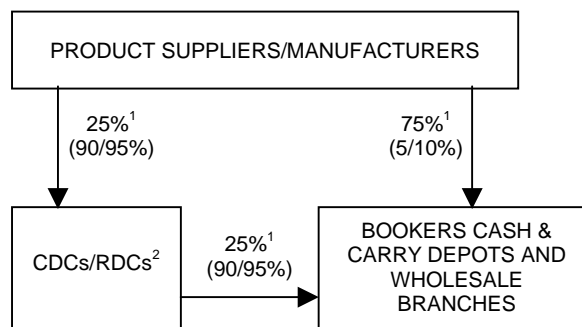 PRODUCT SUPPLIERS/MANUFACTURERS
25%¹
(90/95%)
75%¹
(5/10%)
CDCs/RDCs²
25%¹
(90/95%)
BOOKERS CASH &
CARRY DEPOTS AND
WHOLESALE
BRANCHES